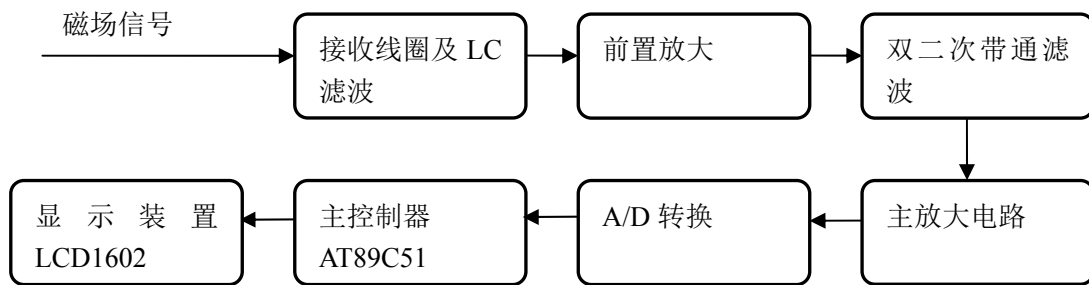 磁场信号
接收线圈及 LC
滤波
前置放大
双二次带通滤
波
显示装置
LCD1602
主控制器
AT89C51
A/D 转换
主放大电路